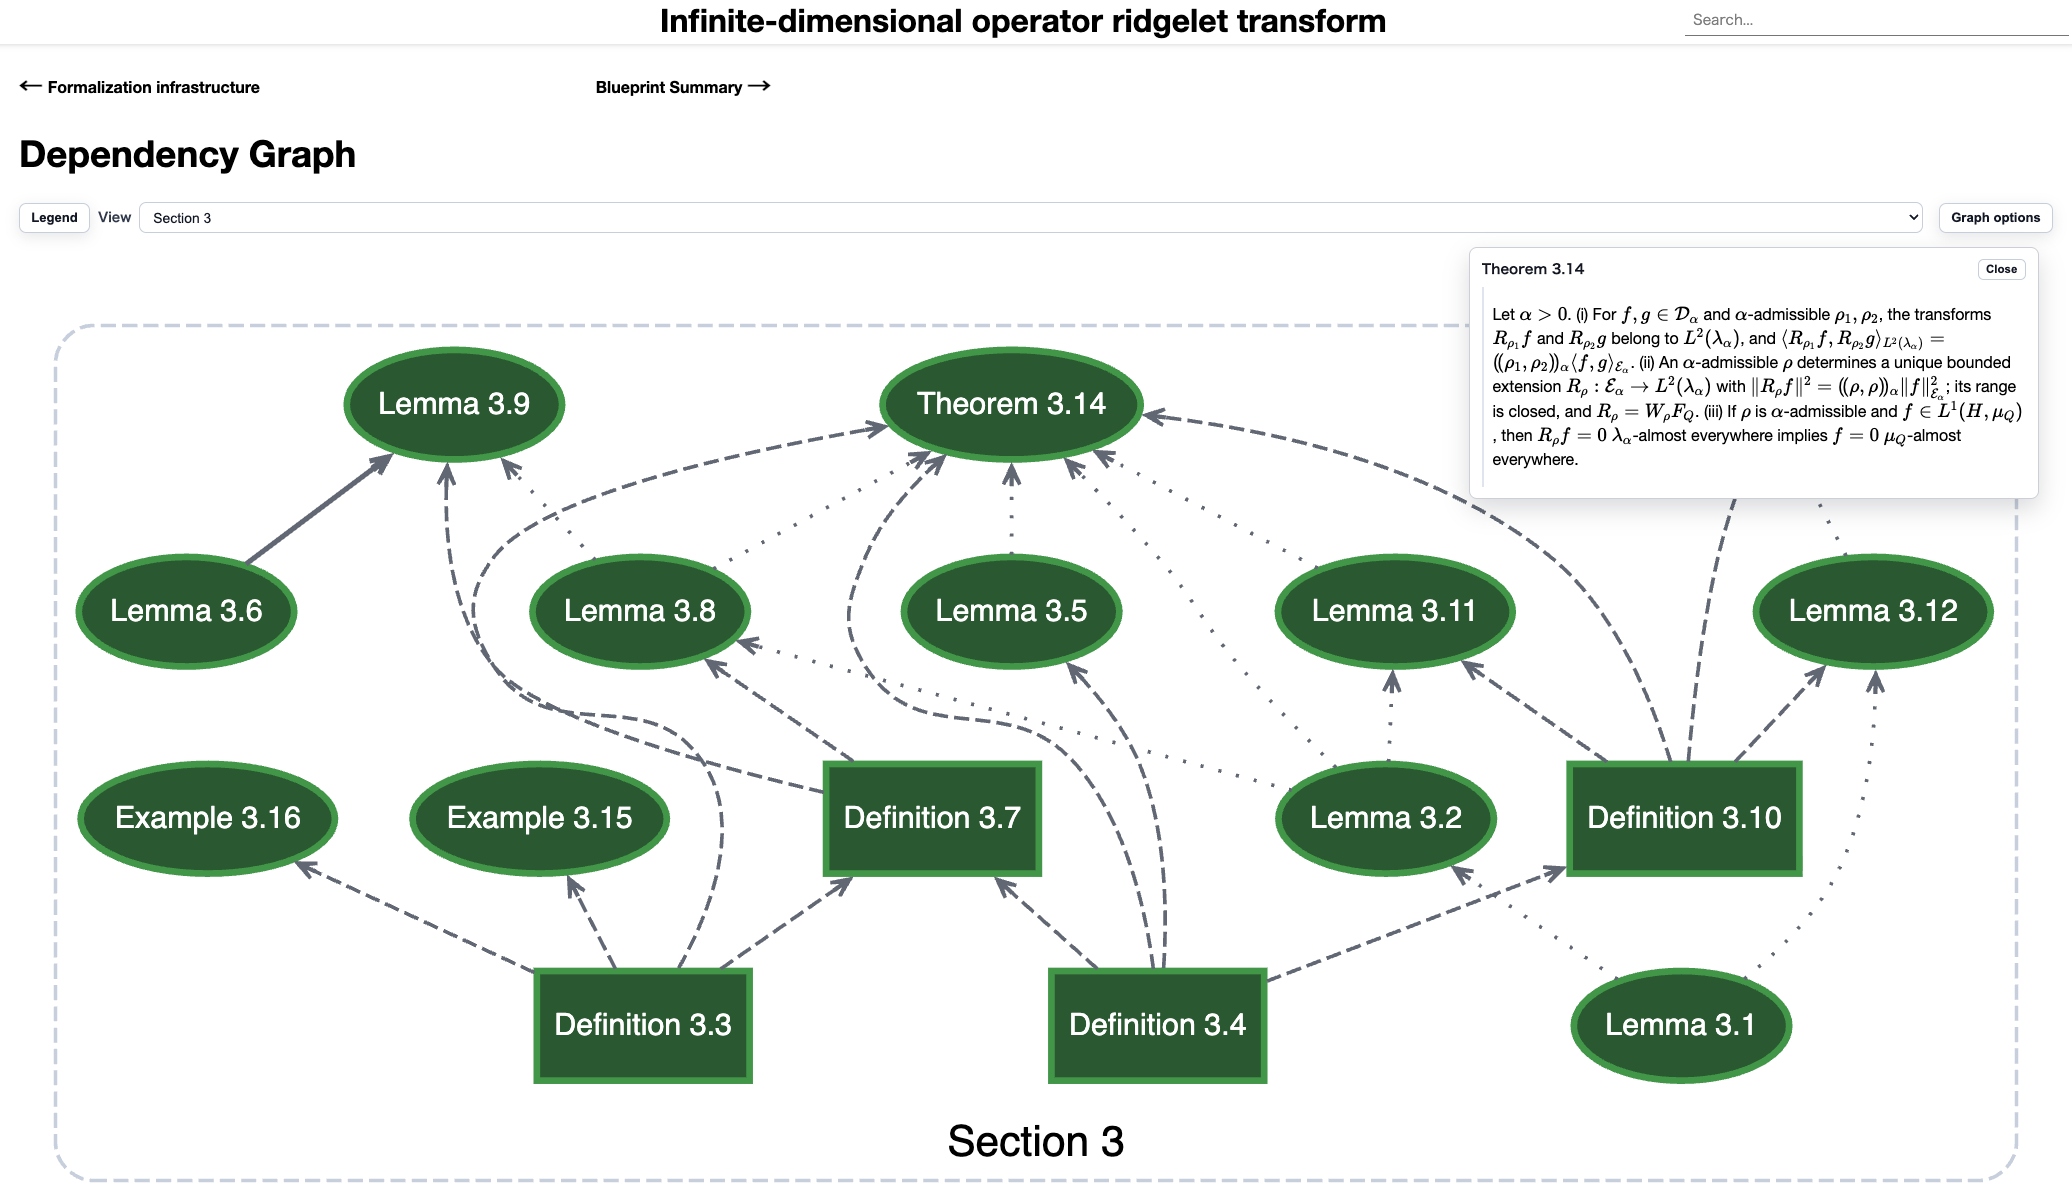 Infinite-dimensional operator ridgelet transform
Search...
← Formalization infrastructure
Blueprint Summary →
Dependency Graph
Legend
View
Section 3
Graph options
Theorem 3.14
Close
Let α > 0. (i) For f, g ∈ 𝒟_α and α-admissible ρ₁, ρ₂, the transforms
R_{ρ₁} f and R_{ρ₂} g belong to L²(λ_α), and ⟨R_{ρ₁} f, R_{ρ₂} g⟩_{L²(λ_α)} =
((ρ₁, ρ₂))_α ⟨f, g⟩_{ℰ_α}. (ii) An α-admissible ρ determines a unique bounded
extension R_ρ : ℰ_α → L²(λ_α) with ‖R_ρ f‖² = ((ρ, ρ))_α ‖f‖²_{ℰ_α}; its range
is closed, and R_ρ = W_ρ F_Q. (iii) If ρ is α-admissible and f ∈ L¹(H, μ_Q)
, then R_ρ f = 0 λ_α-almost everywhere implies f = 0 μ_Q-almost
everywhere.
Lemma 3.9
Theorem 3.14
Lemma 3.6
Lemma 3.8
Lemma 3.5
Lemma 3.11
Lemma 3.12
Example 3.16
Example 3.15
Definition 3.7
Lemma 3.2
Definition 3.10
Definition 3.3
Definition 3.4
Lemma 3.1
Section 3